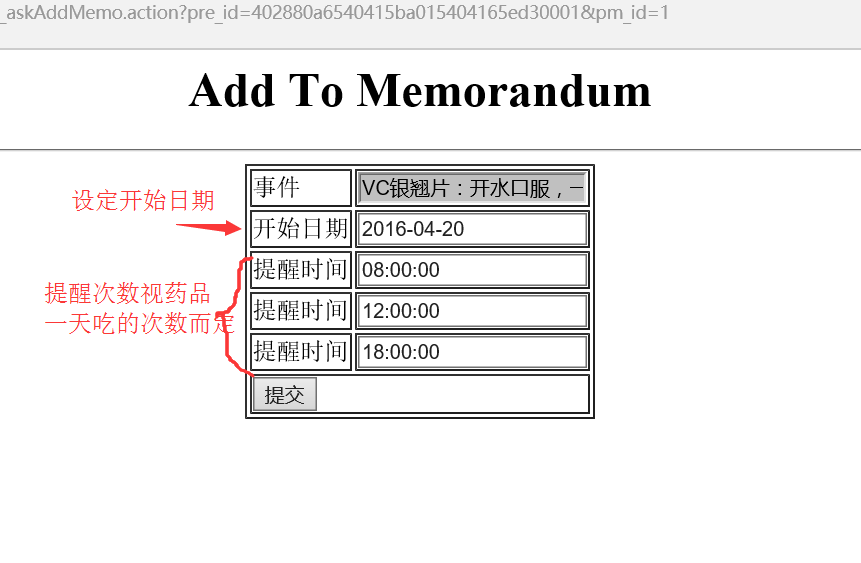 _askAddMemo.action?pre_id=402880a6540415ba015404165ed30001&pm_id=1
Add To Memorandum
设定开始日期
事件 VC银翘片：开水口服，一
开始日期 2016-04-20
提醒次数视药品
一天吃的次数而定
提醒时间 08:00:00
提醒时间 12:00:00
提醒时间 18:00:00
提交